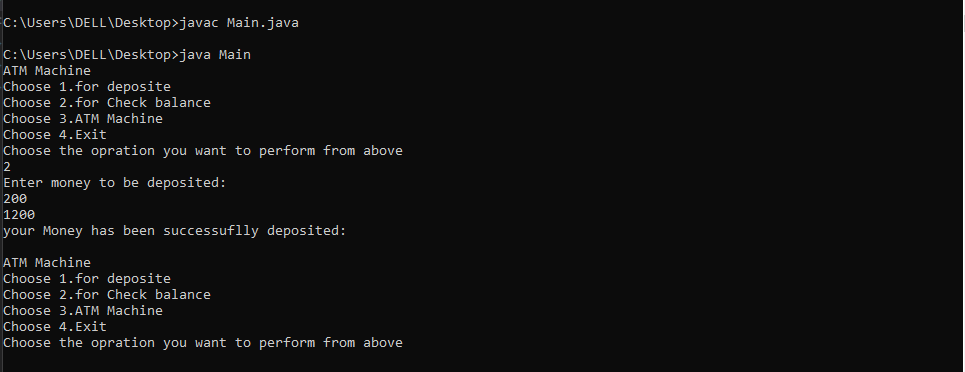 C:\Users\DELL\Desktop>javac Main.java
C:\Users\DELL\Desktop>java Main
ATM Machine
Choose 1.for deposite
Choose 2.for Check balance
Choose 3.ATM Machine
Choose 4.Exit
Choose the opration you want to perform from above
2
Enter money to be deposited:
200
1200
your Money has been successuflly deposited:
ATM Machine
Choose 1.for deposite
Choose 2.for Check balance
Choose 3.ATM Machine
Choose 4.Exit
Choose the opration you want to perform from above